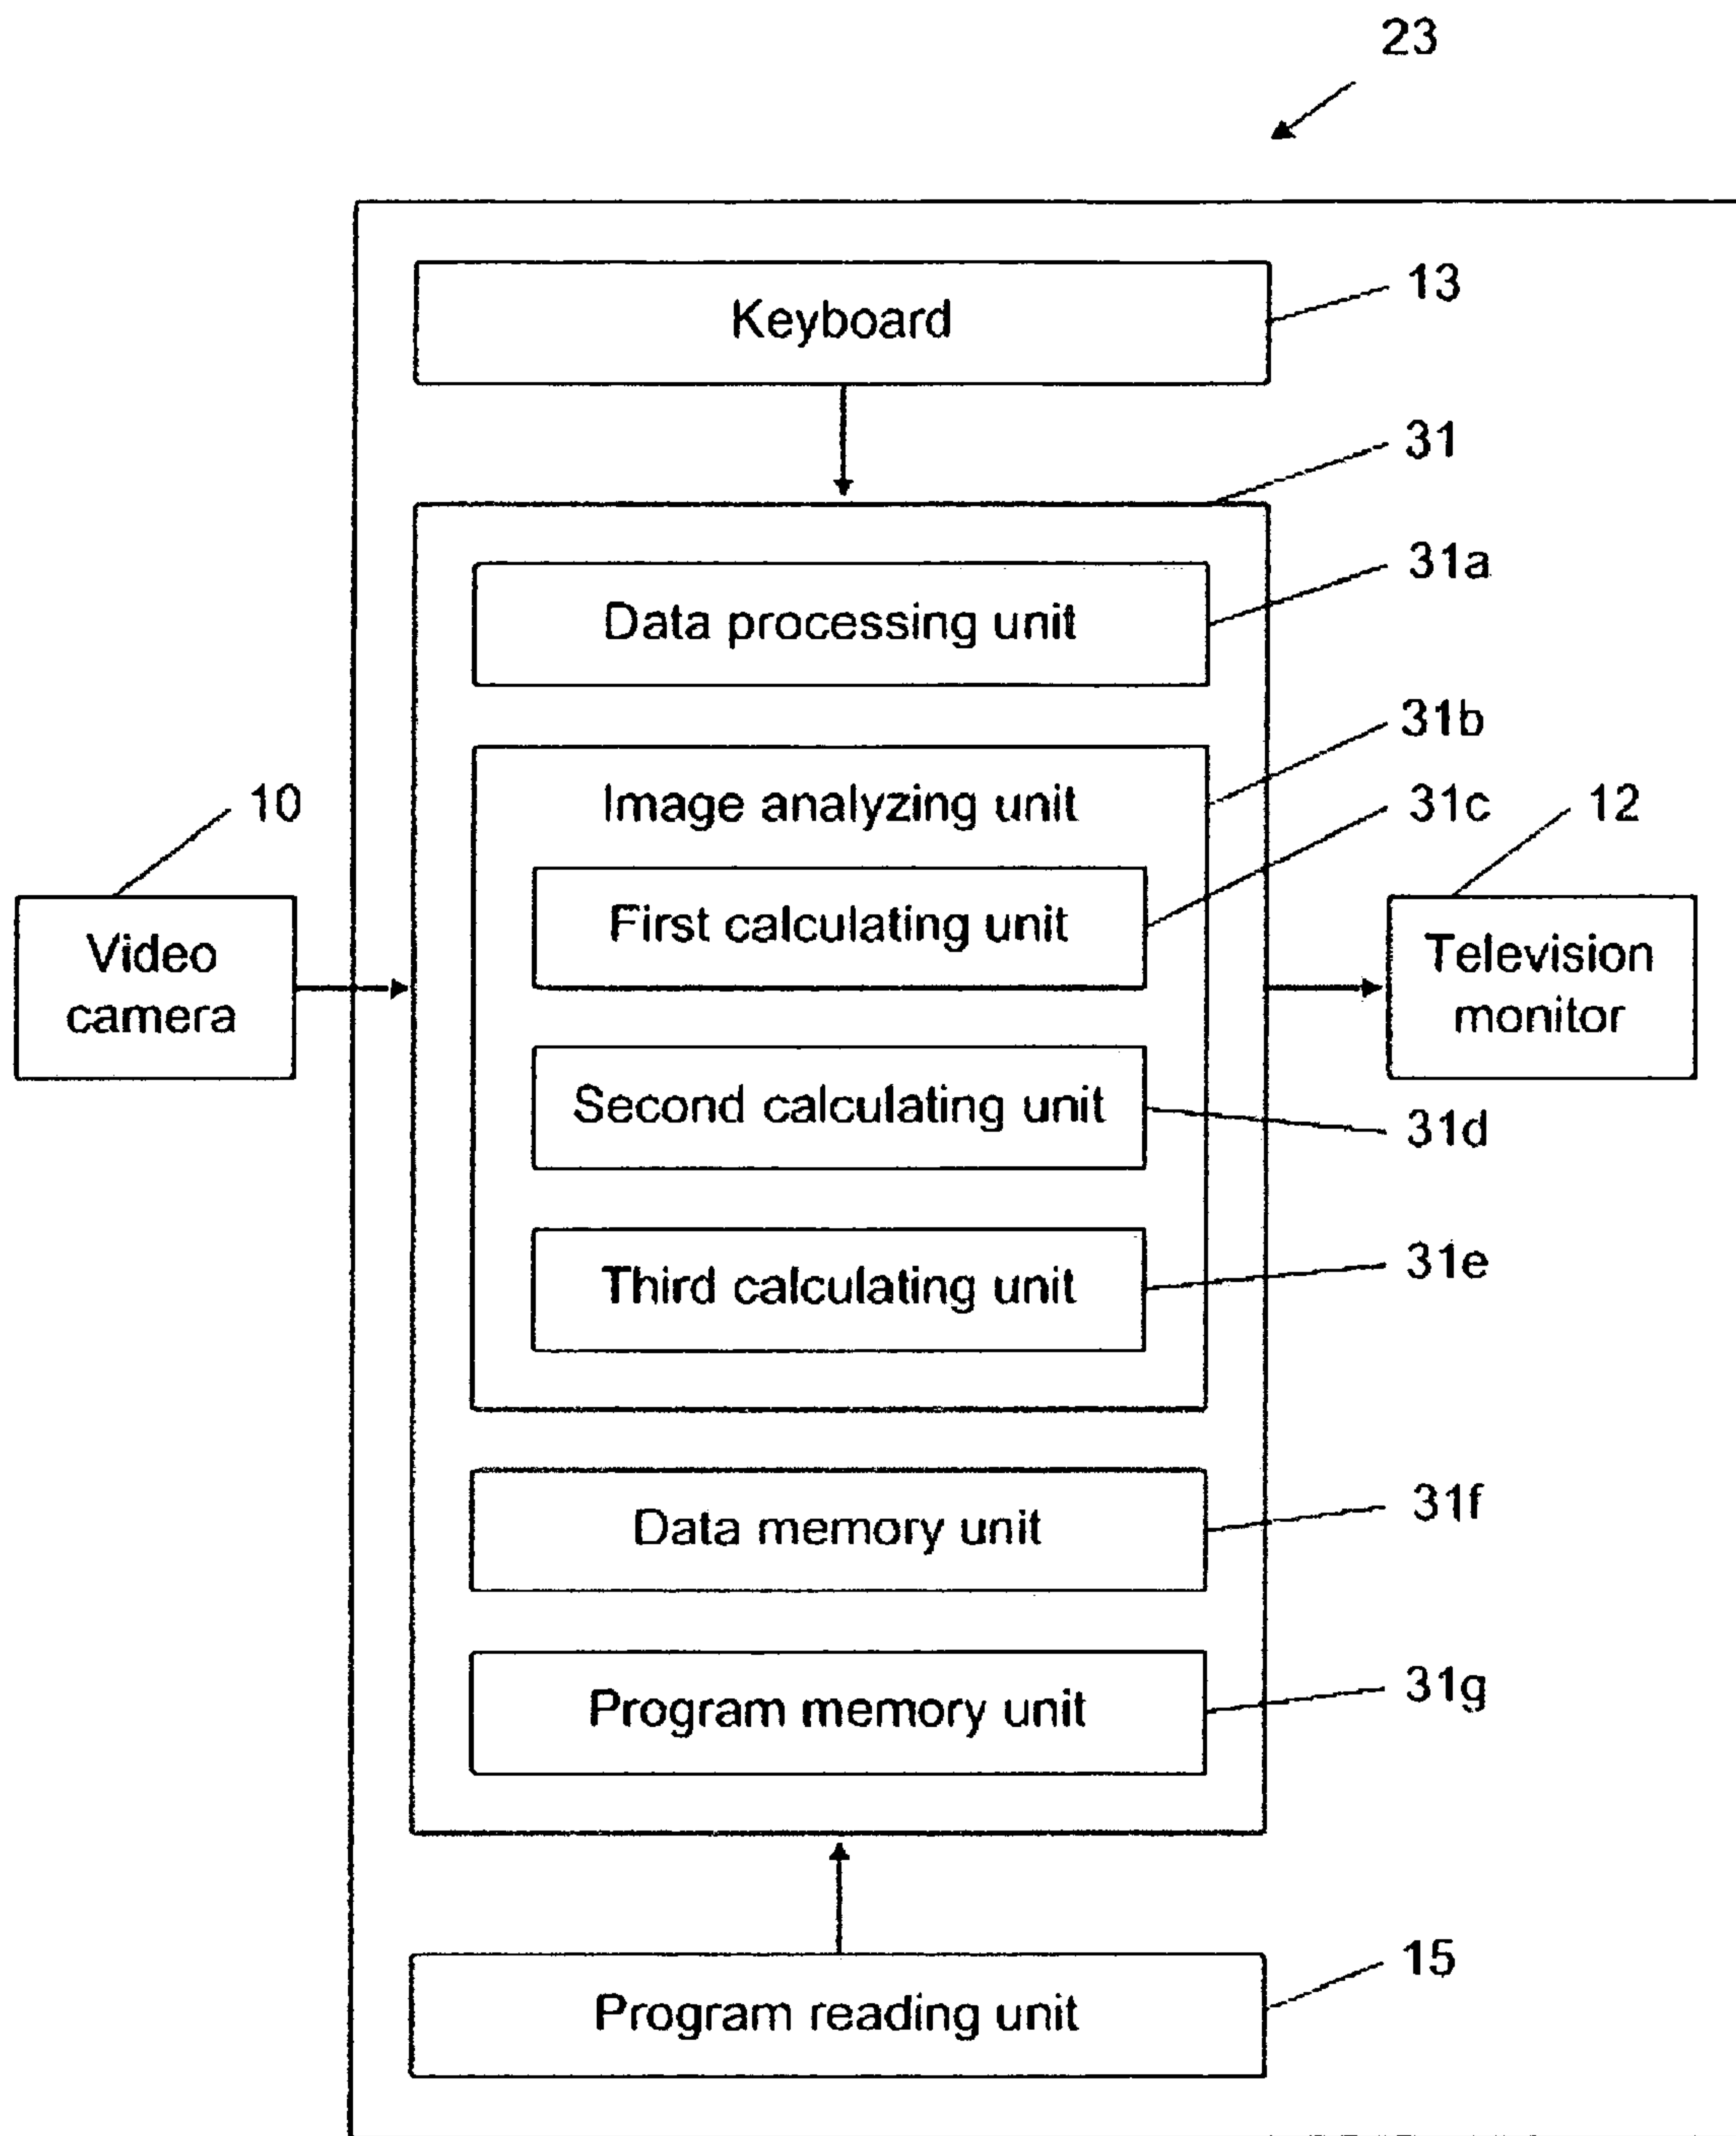 23
Keyboard
13
31
Data processing unit
31a
Image analyzing unit
31b
First calculating unit
31c
10
Video
camera
12
Television
monitor
Second calculating unit
31d
Third calculating unit
31e
Data memory unit
31f
Program memory unit
31g
Program reading unit
15